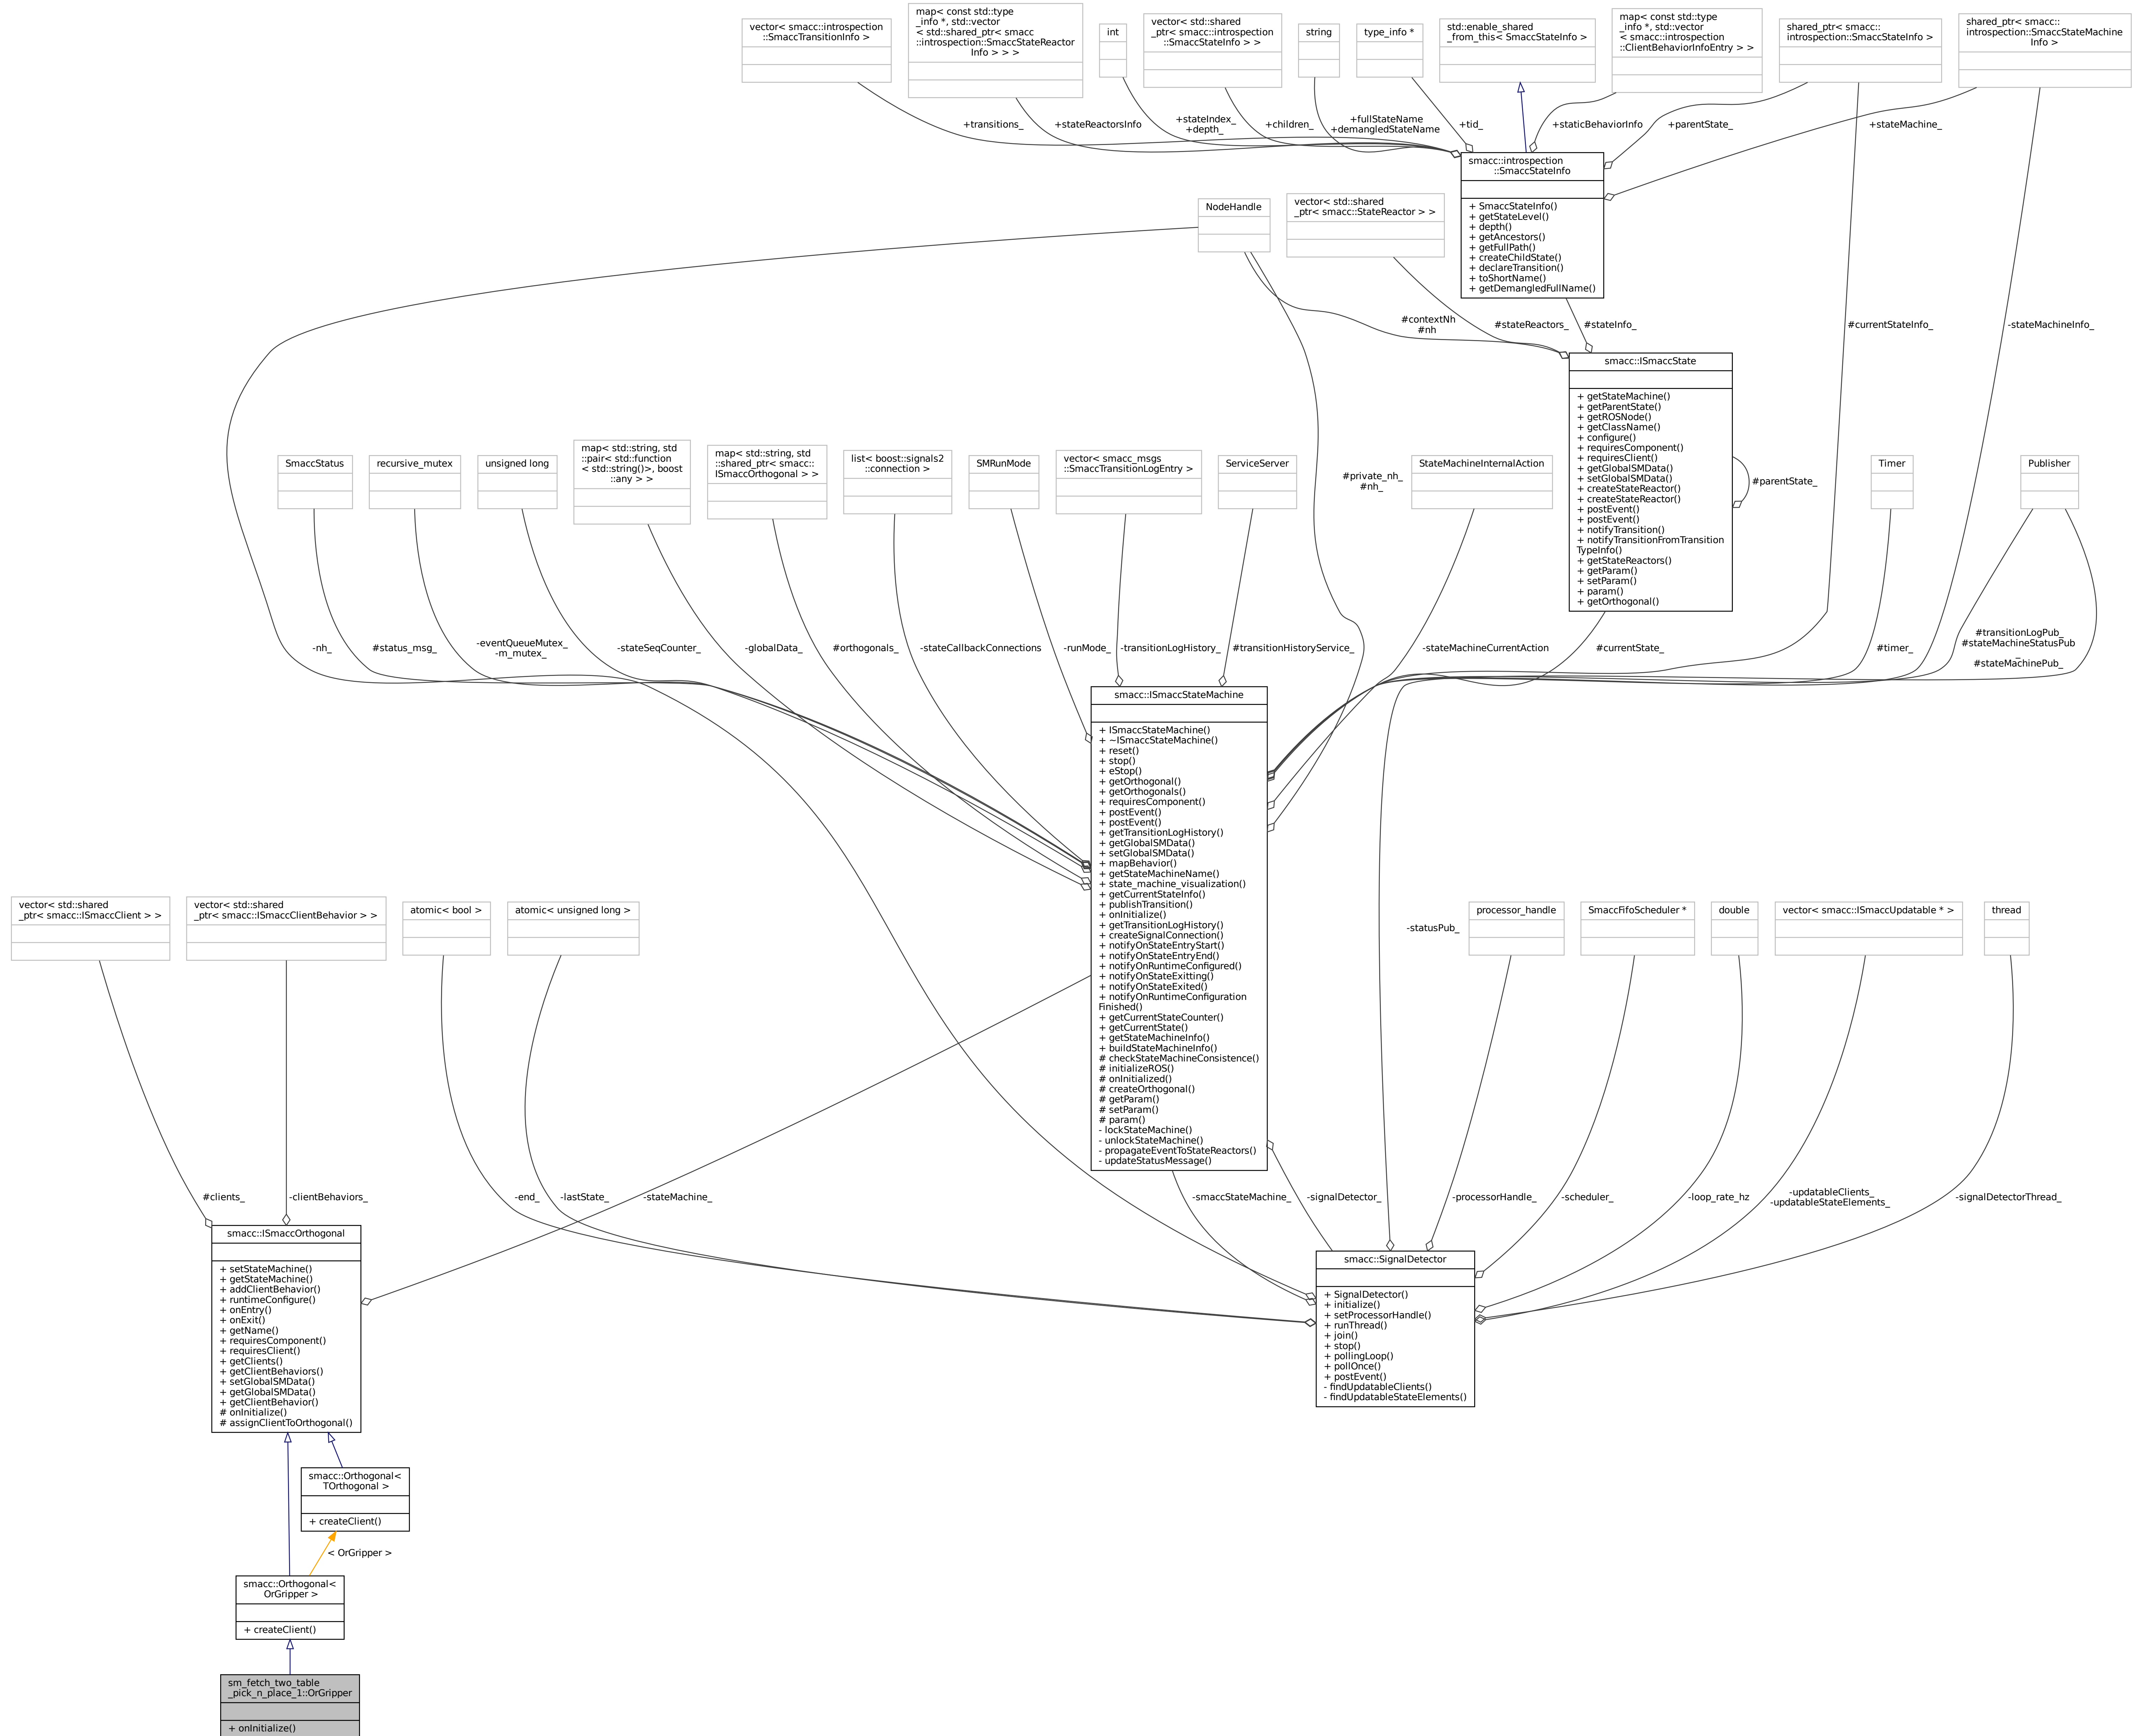 vector< smacc::introspection
::SmaccTransitionInfo >
map< const std::type
_info *, std::vector
< std::shared_ptr< smacc
::introspection::SmaccStateReactor
Info > > >
int
vector< std::shared
_ptr< smacc::introspection
::SmaccStateInfo > >
string
type_info *
std::enable_shared
_from_this< SmaccStateInfo >
map< const std::type
_info *, std::vector
< smacc::introspection
::ClientBehaviorInfoEntry > >
shared_ptr< smacc::
introspection::SmaccStateInfo >
shared_ptr< smacc::
introspection::SmaccStateMachine
Info >
+transitions_
+stateReactorsInfo
+stateIndex_
+depth_
+children_
+fullStateName
+demangledStateName
+tid_
+staticBehaviorInfo
+parentState_
+stateMachine_
smacc::introspection
::SmaccStateInfo
+ SmaccStateInfo()
+ getStateLevel()
+ depth()
+ getAncestors()
+ getFullPath()
+ createChildState()
+ declareTransition()
+ toShortName()
+ getDemangledFullName()
NodeHandle
vector< std::shared
_ptr< smacc::StateReactor > >
#contextNh
#nh
#stateReactors_
#stateInfo_
#currentStateInfo_
-stateMachineInfo_
smacc::ISmaccState
+ getStateMachine()
+ getParentState()
+ getROSNode()
+ getClassName()
+ configure()
+ requiresComponent()
+ requiresClient()
+ getGlobalSMData()
+ setGlobalSMData()
+ createStateReactor()
+ createStateReactor()
+ postEvent()
+ postEvent()
+ notifyTransition()
+ notifyTransitionFromTransition
TypeInfo()
+ getStateReactors()
+ getParam()
+ setParam()
+ param()
+ getOrthogonal()
#parentState_
SmaccStatus
recursive_mutex
unsigned long
map< std::string, std
::pair< std::function
< std::string()>, boost
::any > >
map< std::string, std
::shared_ptr< smacc::
ISmaccOrthogonal > >
list< boost::signals2
::connection >
SMRunMode
vector< smacc_msgs
::SmaccTransitionLogEntry >
ServiceServer
#private_nh_
#nh_
StateMachineInternalAction
Timer
Publisher
-nh_
#status_msg_
-eventQueueMutex_
-m_mutex_
-stateSeqCounter_
-globalData_
#orthogonals_
-stateCallbackConnections
-runMode_
-transitionLogHistory_
#transitionHistoryService_
-stateMachineCurrentAction
#currentState_
#timer_
#transitionLogPub_
#stateMachineStatusPub
_
#stateMachinePub_
smacc::ISmaccStateMachine
+ ISmaccStateMachine()
+ ~ISmaccStateMachine()
+ reset()
+ stop()
+ eStop()
+ getOrthogonal()
+ getOrthogonals()
+ requiresComponent()
+ postEvent()
+ postEvent()
+ getTransitionLogHistory()
+ getGlobalSMData()
+ setGlobalSMData()
+ mapBehavior()
+ getStateMachineName()
+ state_machine_visualization()
+ getCurrentStateInfo()
+ publishTransition()
+ onInitialize()
+ getTransitionLogHistory()
+ createSignalConnection()
+ notifyOnStateEntryStart()
+ notifyOnStateEntryEnd()
+ notifyOnRuntimeConfigured()
+ notifyOnStateExitting()
+ notifyOnStateExited()
+ notifyOnRuntimeConfiguration
Finished()
+ getCurrentStateCounter()
+ getCurrentState()
+ getStateMachineInfo()
+ buildStateMachineInfo()
# checkStateMachineConsistence()
# initializeROS()
# onInitialized()
# createOrthogonal()
# getParam()
# setParam()
# param()
- lockStateMachine()
- unlockStateMachine()
- propagateEventToStateReactors()
- updateStatusMessage()
vector< std::shared
_ptr< smacc::ISmaccClient > >
vector< std::shared
_ptr< smacc::ISmaccClientBehavior > >
atomic< bool >
atomic< unsigned long >
-statusPub_
processor_handle
SmaccFifoScheduler *
double
vector< smacc::ISmaccUpdatable * >
thread
#clients_
-clientBehaviors_
-end_
-lastState_
-stateMachine_
-smaccStateMachine_
-signalDetector_
-processorHandle_
-scheduler_
-loop_rate_hz
-updatableClients_
-updatableStateElements_
-signalDetectorThread_
smacc::ISmaccOrthogonal
+ setStateMachine()
+ getStateMachine()
+ addClientBehavior()
+ runtimeConfigure()
+ onEntry()
+ onExit()
+ getName()
+ requiresComponent()
+ requiresClient()
+ getClients()
+ getClientBehaviors()
+ setGlobalSMData()
+ getGlobalSMData()
+ getClientBehavior()
# onInitialize()
# assignClientToOrthogonal()
smacc::SignalDetector
+ SignalDetector()
+ initialize()
+ setProcessorHandle()
+ runThread()
+ join()
+ stop()
+ pollingLoop()
+ pollOnce()
+ postEvent()
- findUpdatableClients()
- findUpdatableStateElements()
smacc::Orthogonal<
TOrthogonal >
+ createClient()
< OrGripper >
smacc::Orthogonal<
OrGripper >
+ createClient()
sm_fetch_two_table
_pick_n_place_1::OrGripper
+ onInitialize()